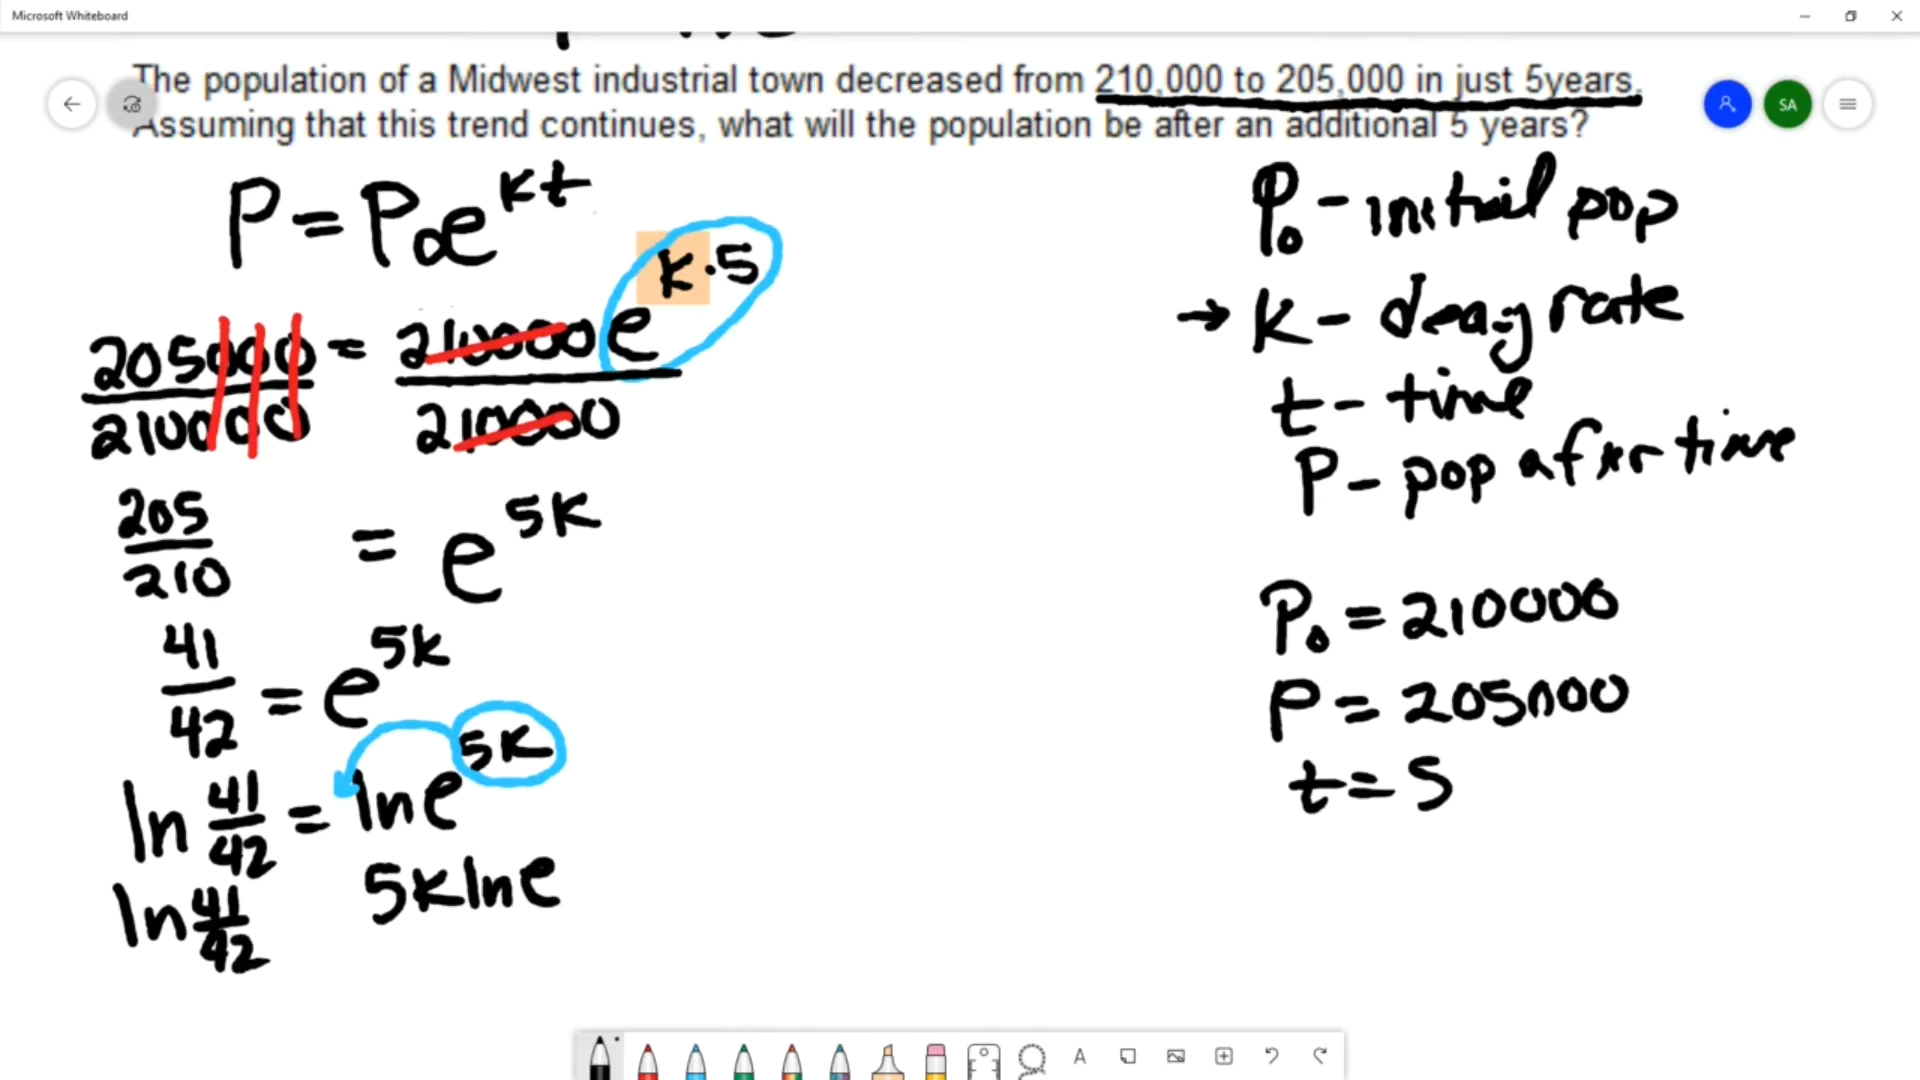 Microsoft Whiteboard
The population of a Midwest industrial town decreased from 210,000 to 205,000 in just 5years.
Assuming that this trend continues, what will the population be after an additional 5 years?
SA
P = P₀e^kt
205000/210000 = 210000e^k·5/210000
205/210 = e^5k
41/42 = e^5k
ln 41/42 = ln e^5k
ln 41/42 5k ln e
P₀ - initial pop
→ K - decay rate
t - time
P - pop after time
P₀ = 210000
P = 205000
t = 5
A